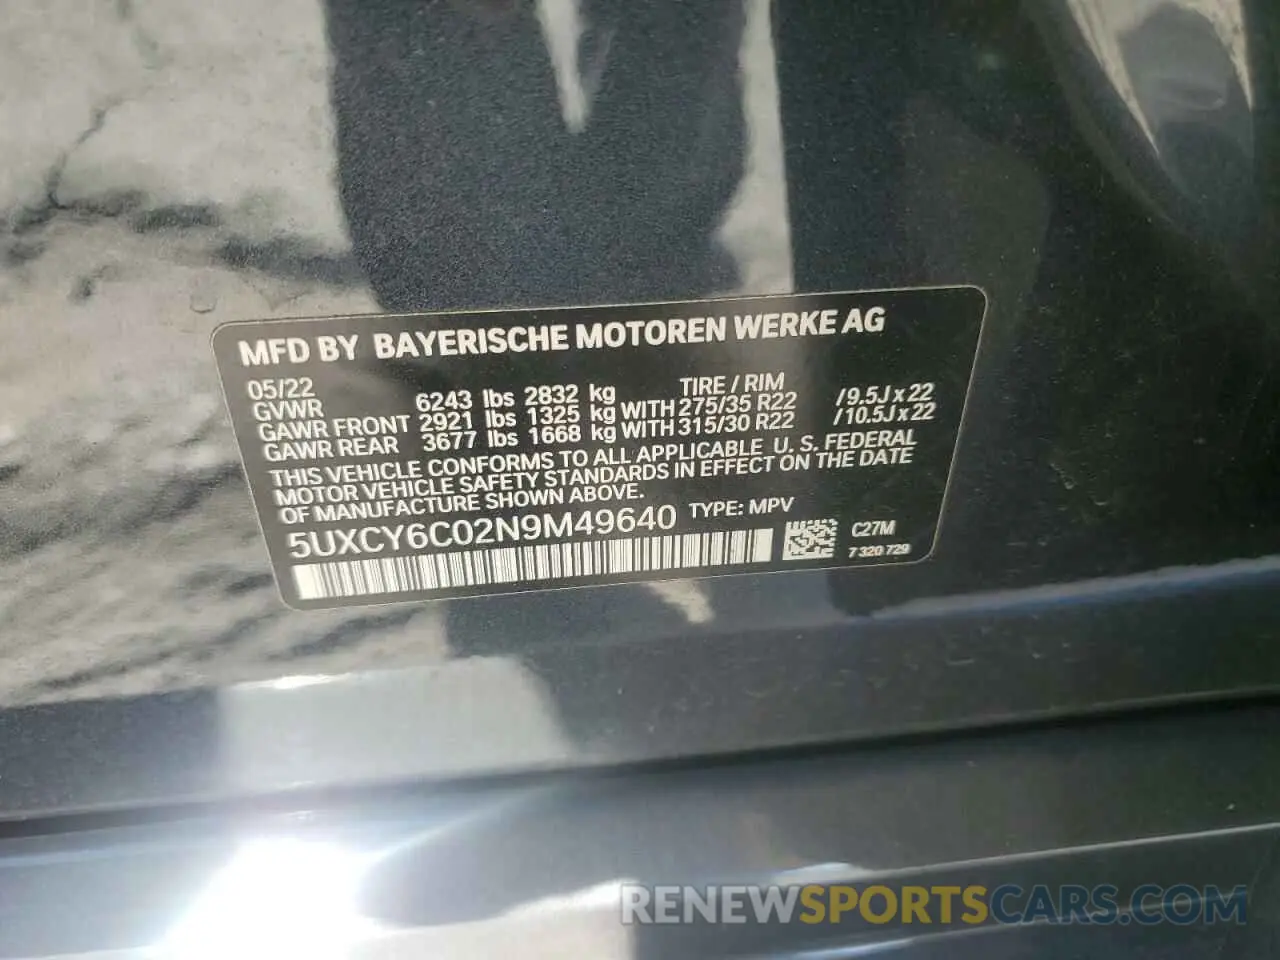 MFD BY BAYERISCHE MOTOREN WERKE AG
05/22 TIRE / RIM
GVWR 6243 lbs 2832 kg
GAWR FRONT 2921 lbs 1325 kg WITH 275/35 R22 /9.5J x 22
GAWR REAR 3677 lbs 1668 kg WITH 315/30 R22 /10.5J x 22
THIS VEHICLE CONFORMS TO ALL APPLICABLE U. S. FEDERAL
MOTOR VEHICLE SAFETY STANDARDS IN EFFECT ON THE DATE
OF MANUFACTURE SHOWN ABOVE.
5UXCY6C02N9M49640 TYPE: MPV
C27M
7 320 729
RENEWSPORTSCARS.COM